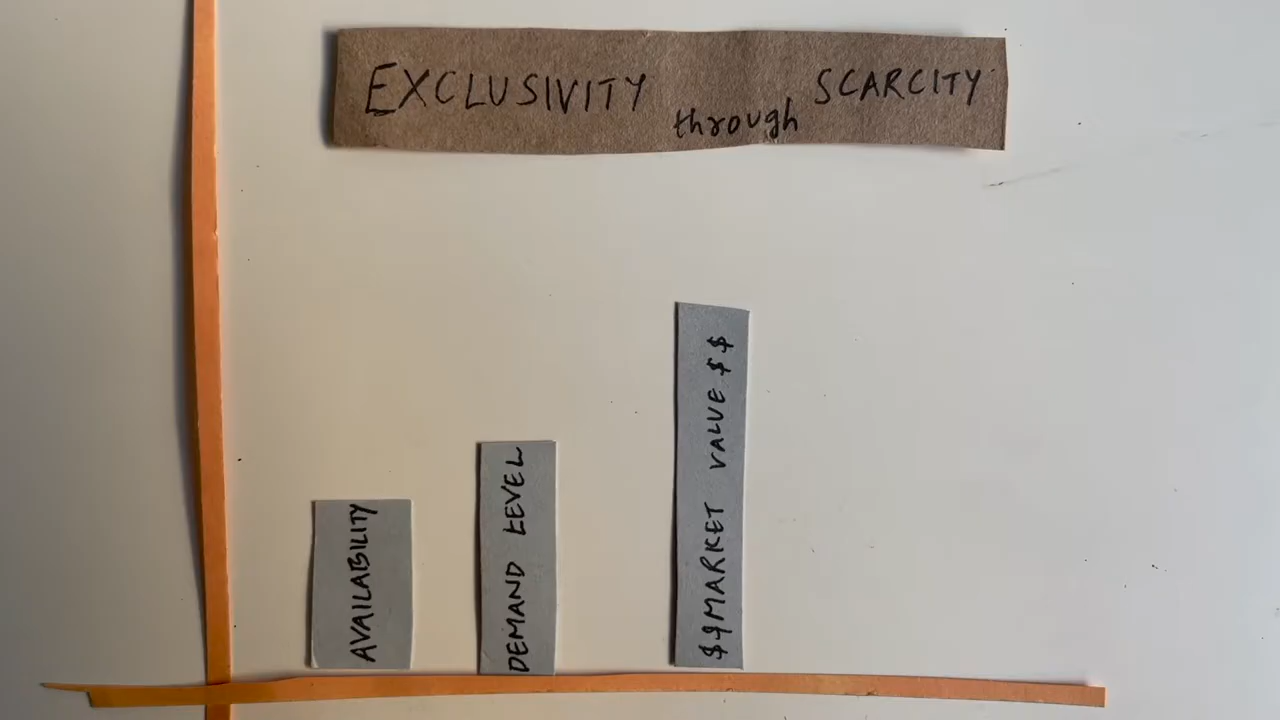 EXCLUSIVITY through SCARCITY
AVAILABILITY
DEMAND LEVEL
$$MARKET VALUE $$